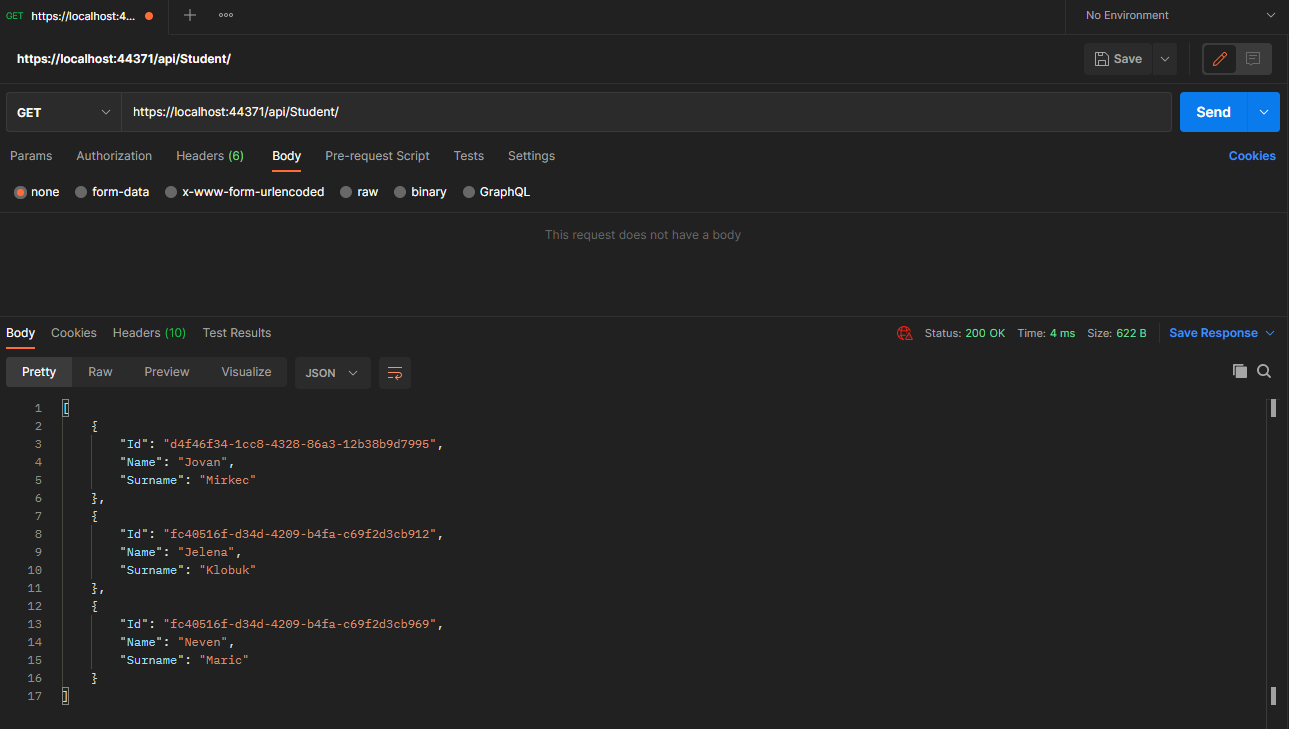 GET https://localhost:4... No Environment
https://localhost:44371/api/Student/ Save
GET https://localhost:44371/api/Student/ Send
Params Authorization Headers (6) Body Pre-request Script Tests Settings Cookies
none form-data x-www-form-urlencoded raw binary GraphQL
This request does not have a body
Body Cookies Headers (10) Test Results Status: 200 OK Time: 4 ms Size: 622 B Save Response
Pretty Raw Preview Visualize JSON
1 [
2 {
3 "Id": "d4f46f34-1cc8-4328-86a3-12b38b9d7995",
4 "Name": "Jovan",
5 "Surname": "Mirkec"
6 },
7 {
8 "Id": "fc40516f-d34d-4209-b4fa-c69f2d3cb912",
9 "Name": "Jelena",
10 "Surname": "Klobuk"
11 },
12 {
13 "Id": "fc40516f-d34d-4209-b4fa-c69f2d3cb969",
14 "Name": "Neven",
15 "Surname": "Maric"
16 }
17 ]